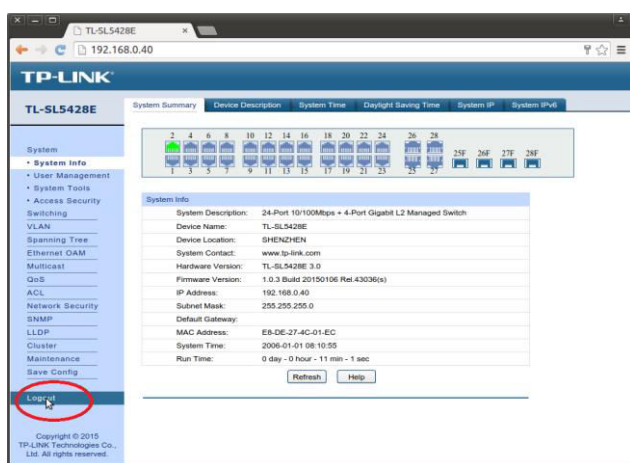 TL-SL5428E
192.168.0.40
TP-LINK
TL-SL5428E
System Summary Device Description System Time Daylight Saving Time System IP System IPv6
2 4 6 8 10 12 14 16 18 20 22 24 26 28
25F 26F 27F 28F
1 3 5 7 9 11 13 15 17 19 21 23 25 27
System
• System Info
• User Management
• System Tools
• Access Security
Switching
VLAN
Spanning Tree
Ethernet OAM
Multicast
QoS
ACL
Network Security
SNMP
LLDP
Cluster
Maintenance
Save Config
Logout
Copyright © 2015
TP-LINK Technologies Co.,
Ltd. All rights reserved.
System Info
System Description: 24-Port 10/100Mbps + 4-Port Gigabit L2 Managed Switch
Device Name: TL-SL5428E
Device Location: SHENZHEN
System Contact: www.tp-link.com
Hardware Version: TL-SL5428E 3.0
Firmware Version: 1.0.3 Build 20150106 Rel.43036(s)
IP Address: 192.168.0.40
Subnet Mask: 255.255.255.0
Default Gateway:
MAC Address: E8-DE-27-4C-01-EC
System Time: 2006-01-01 08:10:55
Run Time: 0 day - 0 hour - 11 min - 1 sec
Refresh Help